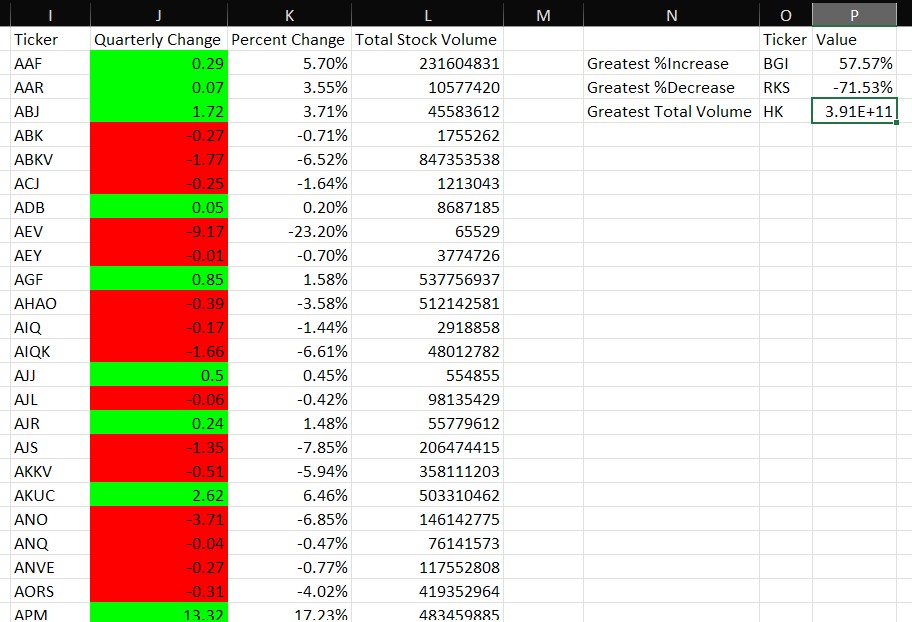 I J K L M N O P
Ticker Quarterly Change Percent Change Total Stock Volume Ticker Value
AAF 0.29 5.70% 231604831 Greatest %Increase BGI 57.57%
AAR 0.07 3.55% 10577420 Greatest %Decrease RKS -71.53%
ABJ 1.72 3.71% 45583612 Greatest Total Volume HK 3.91E+11
ABK -0.27 -0.71% 1755262
ABKV -1.77 -6.52% 847353538
ACJ -0.25 -1.64% 1213043
ADB 0.05 0.20% 8687185
AEV -9.17 -23.20% 65529
AEY -0.01 -0.70% 3774726
AGF 0.85 1.58% 537756937
AHAO -0.39 -3.58% 512142581
AIQ -0.17 -1.44% 2918858
AIQK -1.66 -6.61% 48012782
AJJ 0.5 0.45% 554855
AJL -0.06 -0.42% 98135429
AJR 0.24 1.48% 55779612
AJS -1.35 -7.85% 206474415
AKKV -0.51 -5.94% 358111203
AKUC 2.62 6.46% 503310462
ANO -3.71 -6.85% 146142775
ANQ -0.04 -0.47% 76141573
ANVE -0.27 -0.77% 117552808
AORS -0.31 -4.02% 419352964
APM 13.32 17.23% 483459885